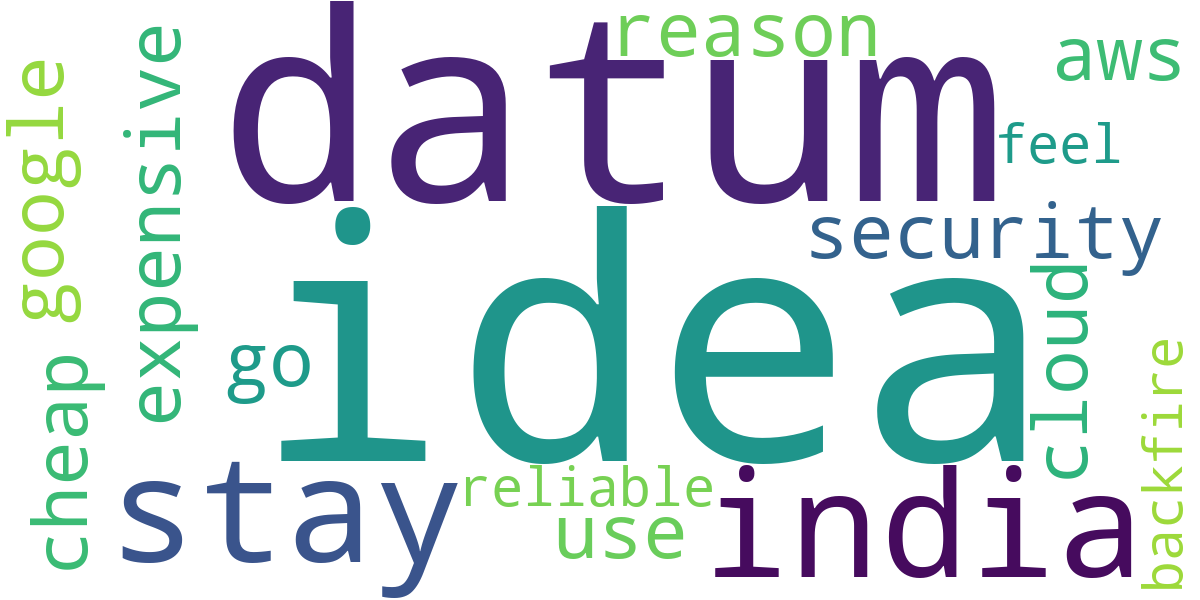 datum
reason
aws
google
expensive
feel
security
idea
go
cloud
cheap
stay
reliable
use
india
backfire